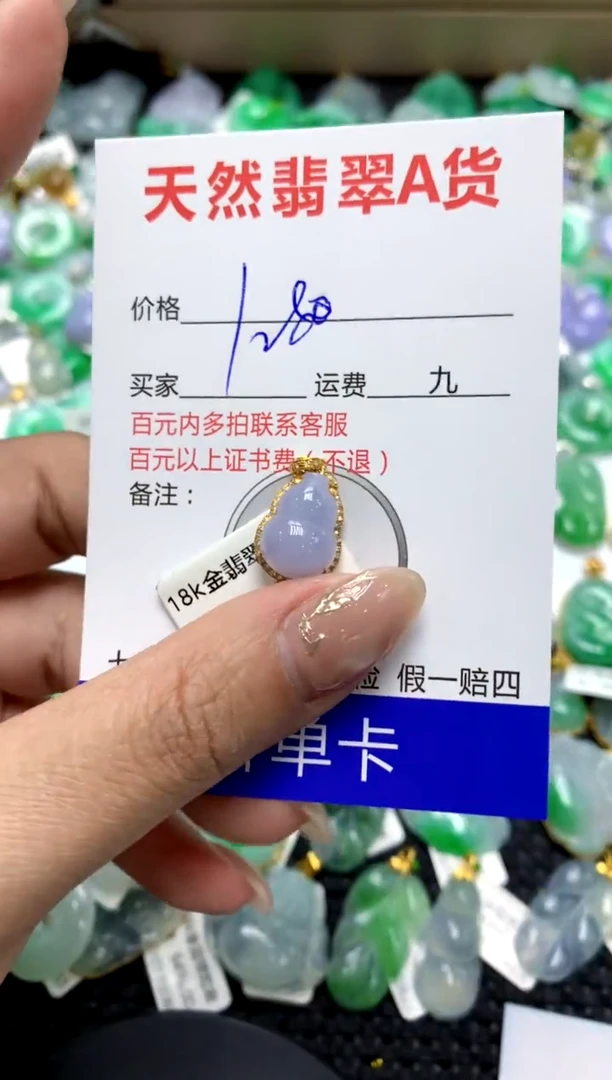 天然翡翠A货
价格 1280
买家 运费 九
百元内多拍联系客服
百元以上证书费(不退)
备注:
18k金翡翠
假一赔四
单卡